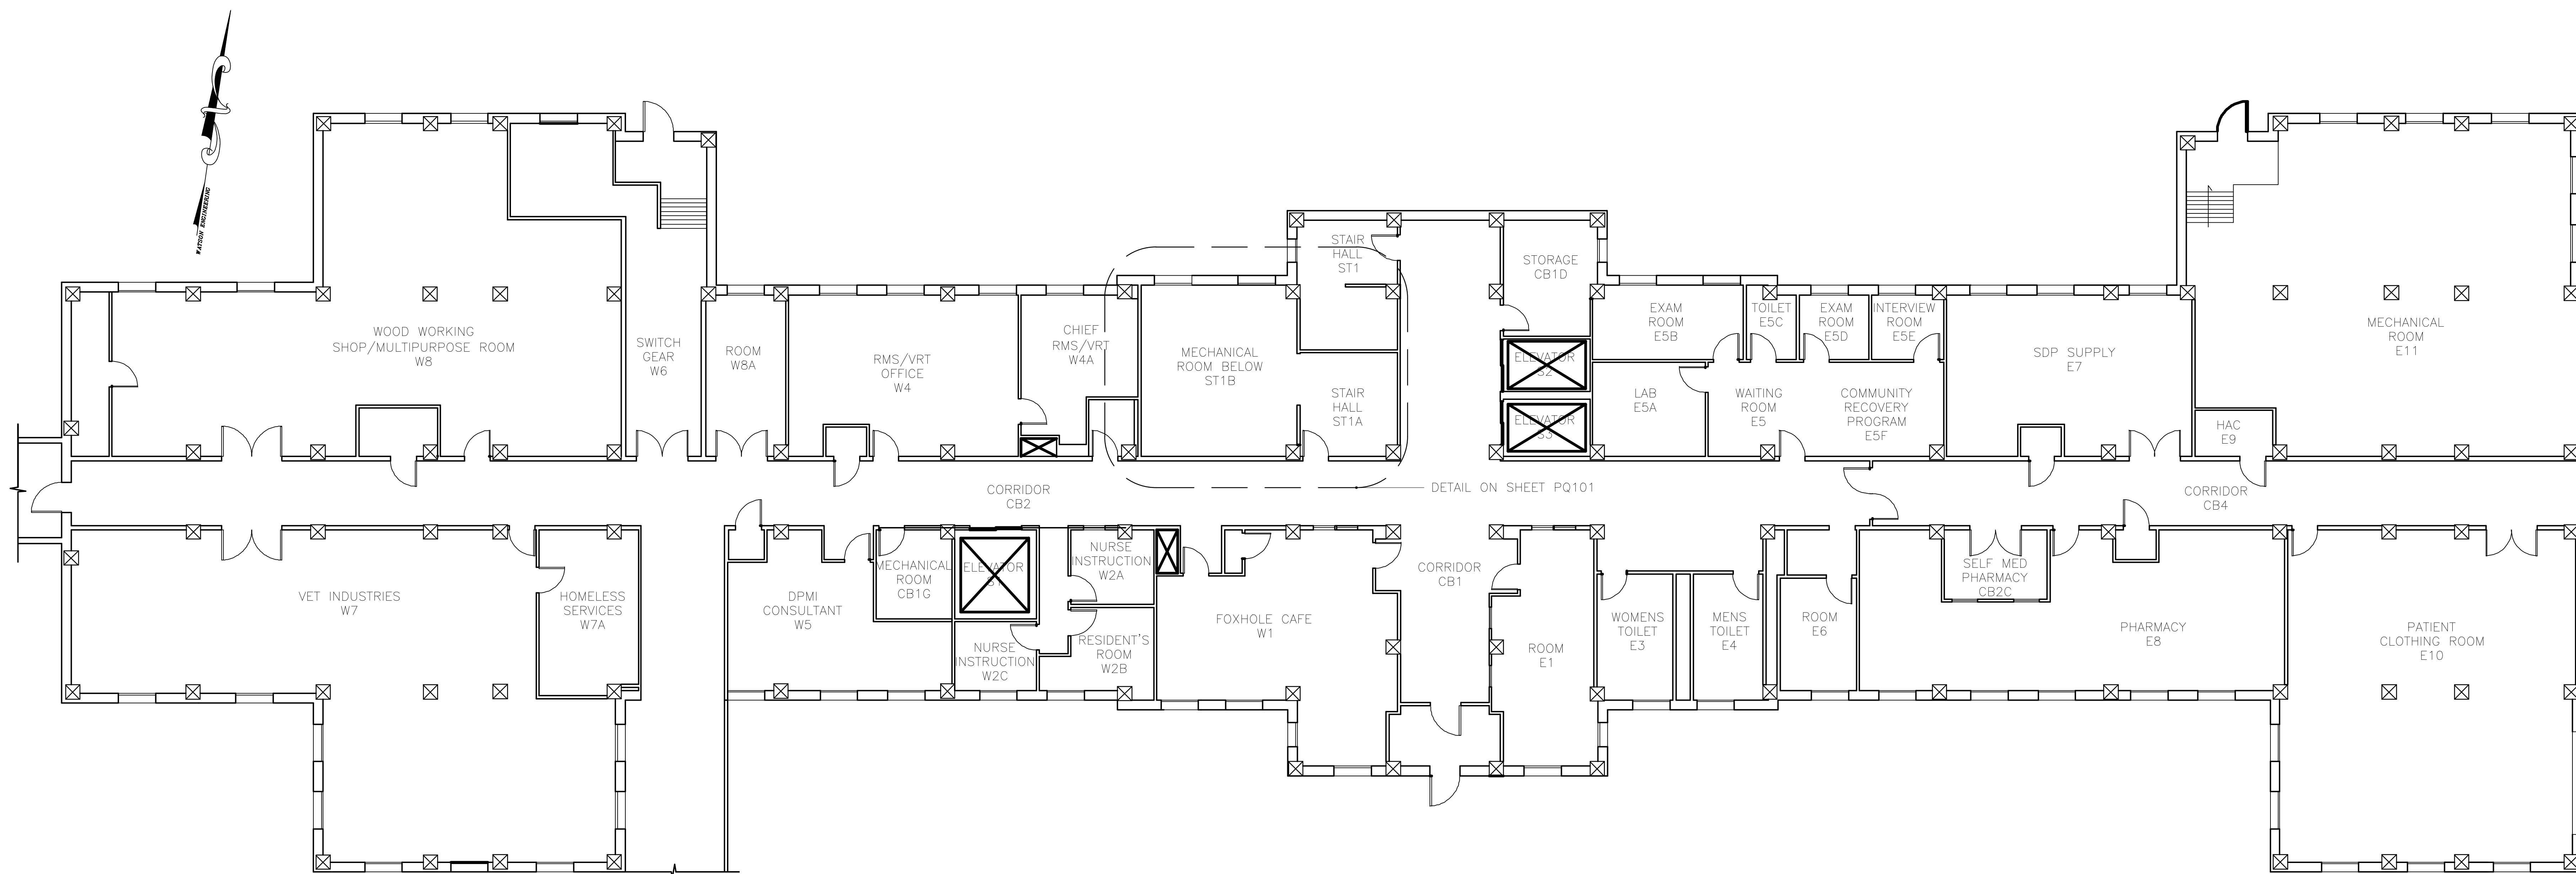 WATSON ENGINEERING
WOOD WORKING
SHOP/MULTIPURPOSE ROOM
W8
SWITCH
GEAR
W6
ROOM
W8A
RMS/VRT
OFFICE
W4
CHIEF
RMS/VRT
W4A
MECHANICAL
ROOM BELOW
ST1B
STAIR
HALL
ST1
STAIR
HALL
ST1A
STORAGE
CB1D
ELEVATOR
S2
ELEVATOR
S3
EXAM
ROOM
E5B
TOILET
E5C
EXAM
ROOM
E5D
INTERVIEW
ROOM
E5E
LAB
E5A
WAITING
ROOM
E5
COMMUNITY
RECOVERY
PROGRAM
E5F
SDP SUPPLY
E7
HAC
E9
MECHANICAL
ROOM
E11
CORRIDOR
CB2
DETAIL ON SHEET PQ101
CORRIDOR
CB4
VET INDUSTRIES
W7
HOMELESS
SERVICES
W7A
DPMI
CONSULTANT
W5
MECHANICAL
ROOM
CB1G
ELEVATOR
NURSE
INSTRUCTION
W2A
NURSE
INSTRUCTION
W2C
RESIDENT'S
ROOM
W2B
FOXHOLE CAFE
W1
CORRIDOR
CB1
ROOM
E1
WOMENS
TOILET
E3
MENS
TOILET
E4
ROOM
E6
SELF MED
PHARMACY
CB2C
PHARMACY
E8
PATIENT
CLOTHING ROOM
E10